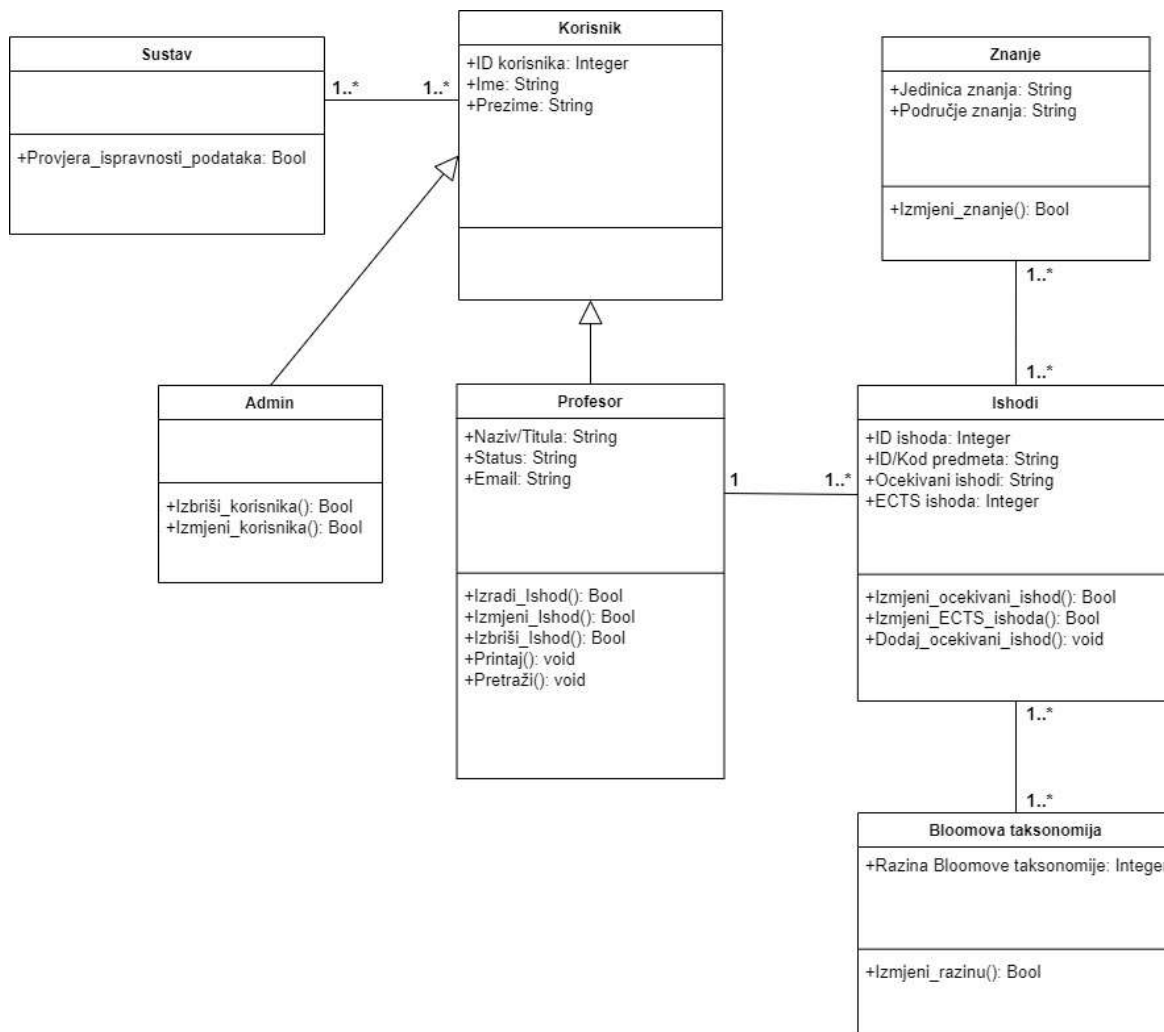 Sustav
+Provjera_ispravnosti_podataka: Bool
1..*
1..*
Korisnik
+ID korisnika: Integer
+Ime: String
+Prezime: String
Znanje
+Jedinica znanja: String
+Područje znanja: String
+Izmjeni_znanje(): Bool
1..*
1..*
Admin
+Izbriši_korisnika(): Bool
+Izmjeni_korisnika(): Bool
Profesor
+Naziv/Titula: String
+Status: String
+Email: String
+Izradi_Ishod(): Bool
+Izmjeni_Ishod(): Bool
+Izbriši_Ishod(): Bool
+Printaj(): void
+Pretraži(): void
1
1..*
Ishodi
+ID ishoda: Integer
+ID/Kod predmeta: String
+Ocekivani ishodi: String
+ECTS ishoda: Integer
+Izmjeni_ocekivani_ishod(): Bool
+Izmjeni_ECTS_ishoda(): Bool
+Dodaj_ocekivani_ishod(): void
1..*
1..*
Bloomova taksonomija
+Razina Bloomove taksonomije: Integer
+Izmjeni_razinu(): Bool